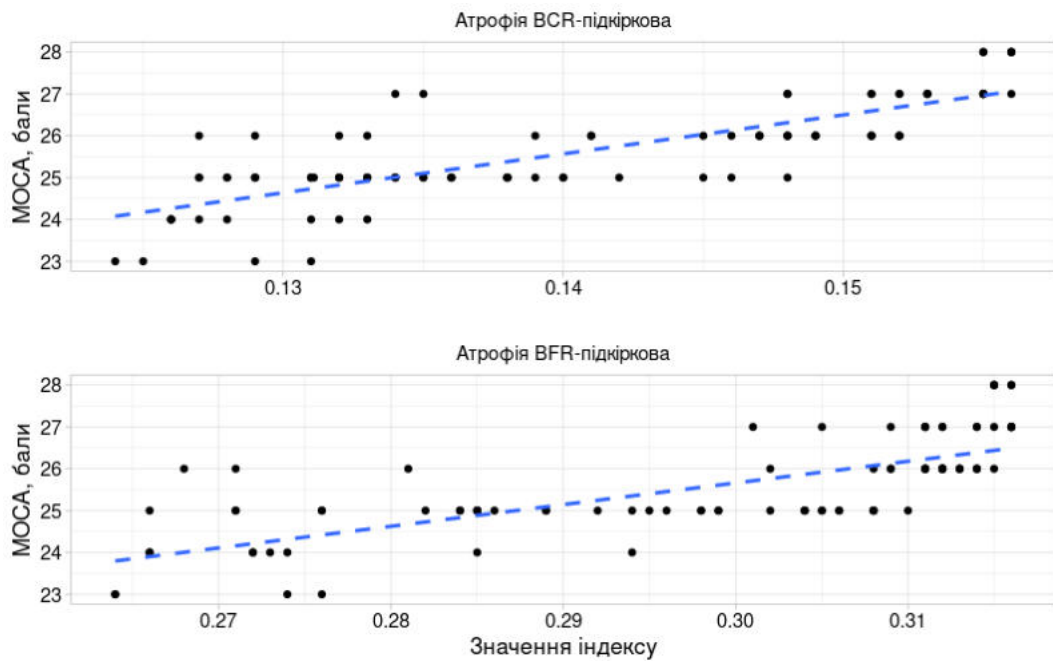 Атрофія BCR-підкіркова
МОСА, бали
28
27
26
25
24
23
0.13 0.14 0.15
Атрофія BFR-підкіркова
МОСА, бали
28
27
26
25
24
23
0.27 0.28 0.29 0.30 0.31
Значення індексу